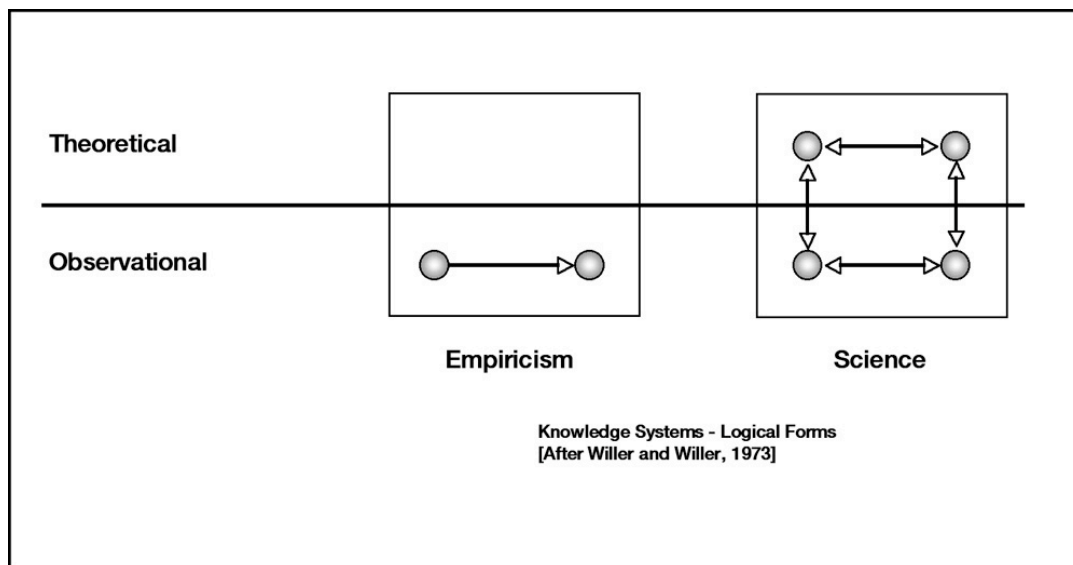 Theoretical
Observational
Empiricism
Science
Knowledge Systems - Logical Forms
[After Willer and Willer, 1973]